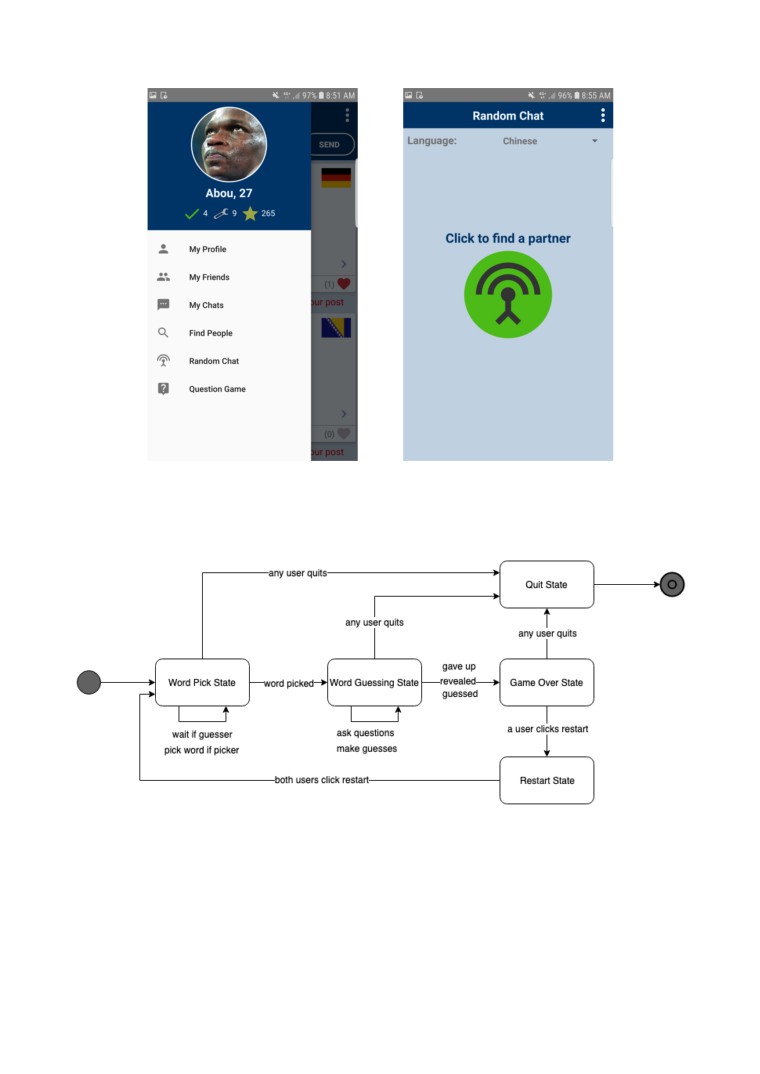 97% 8:51 AM
SEND
Abou, 27
4 9 265
My Profile
My Friends
My Chats
Find People
Random Chat
Question Game
(1)
our post
(0)
our post
96% 8:55 AM
Random Chat
Language: Chinese
Click to find a partner
any user quits
Quit State
any user quits
any user quits
Word Pick State
word picked
Word Guessing State
gave up
revealed
guessed
Game Over State
wait if guesser
pick word if picker
ask questions
make guesses
a user clicks restart
both users click restart
Restart State